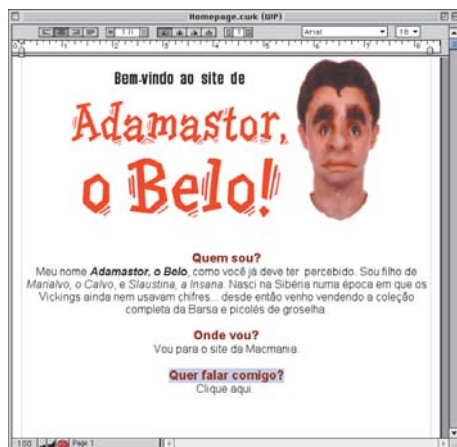 Homepage.cwk (WP)
Arial
18
Bem-vindo ao site de
Adamastor,
o Belo!
Quem sou?
Meu nome Adamastor, o Belo, como você já deve ter percebido. Sou filho de
Marialvo, o Calvo, e Slaustina, a Insana. Nasci na Sibéria numa época em que os
Vickings ainda nem usavam chifres... desde então venho vendendo a coleção
completa da Barsa e picolés de groselha.
Onde vou?
Vou para o site da Macmania.
Quer falar comigo?
Clique aqui.
100
Page 1